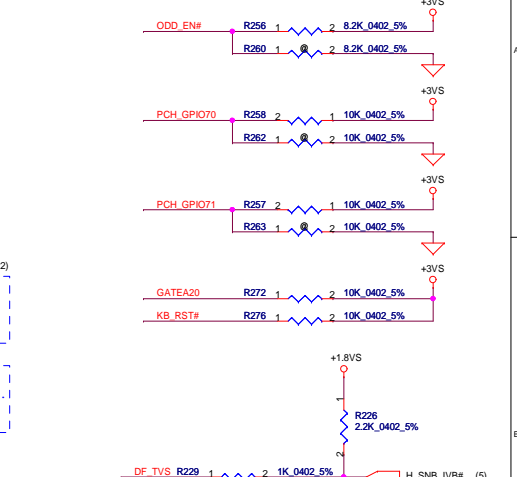 +3VS
ODD_EN# R256 1 2 8.2K_0402_5%
R260 1 @ 2 8.2K_0402_5%
A
+3VS
PCH_GPIO70 R258 2 1 10K_0402_5%
R262 1 @ 2 10K_0402_5%
+3VS
PCH_GPIO71 R257 2 1 10K_0402_5%
R263 1 @ 2 10K_0402_5%
2)
+3VS
GATEA20 R272 1 2 10K_0402_5%
KB_RST# R276 1 2 10K_0402_5%
+1.8VS
1
R226
2.2K_0402_5%
B
2
DF_TVS R229 1 2 1K_0402_5% H_SNB_IVB# (5)